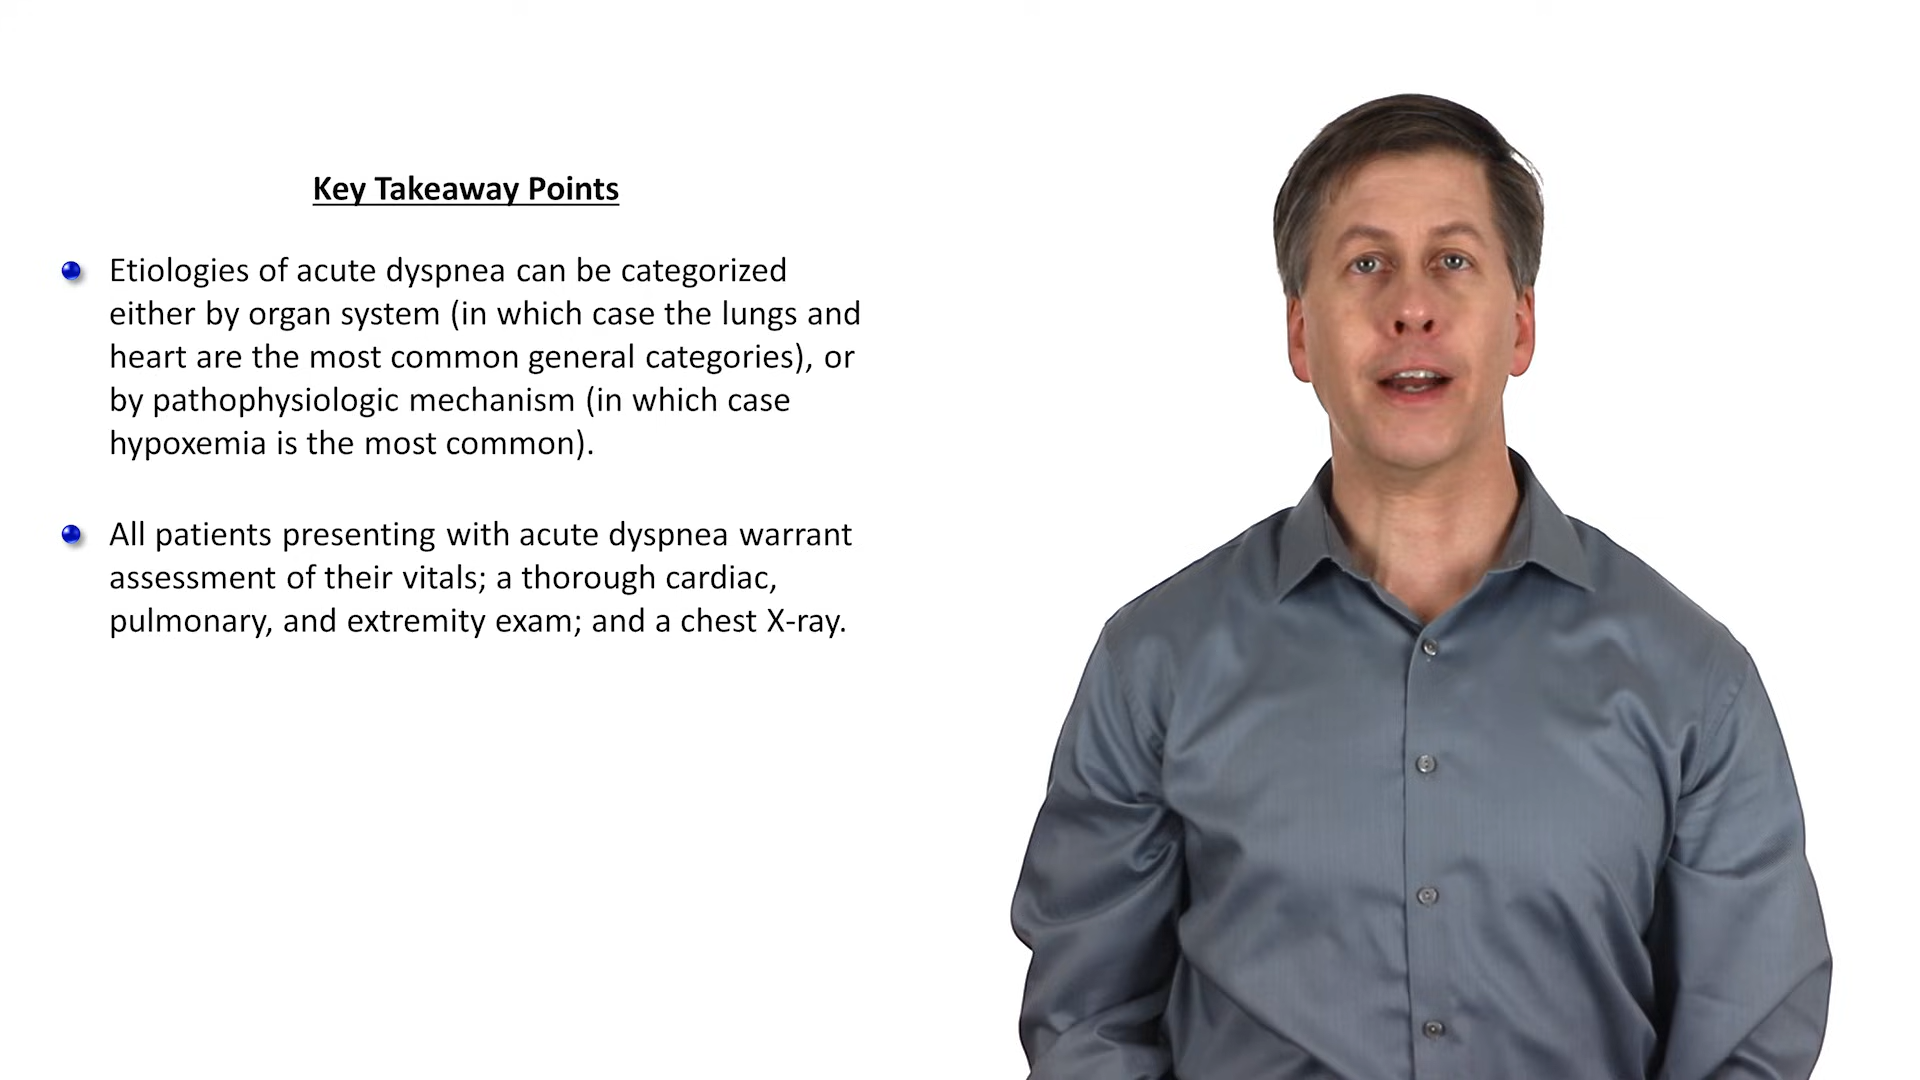 Key Takeaway Points
Etiologies of acute dyspnea can be categorized
either by organ system (in which case the lungs and
heart are the most common general categories), or
by pathophysiologic mechanism (in which case
hypoxemia is the most common).
All patients presenting with acute dyspnea warrant
assessment of their vitals; a thorough cardiac,
pulmonary, and extremity exam; and a chest X-ray.